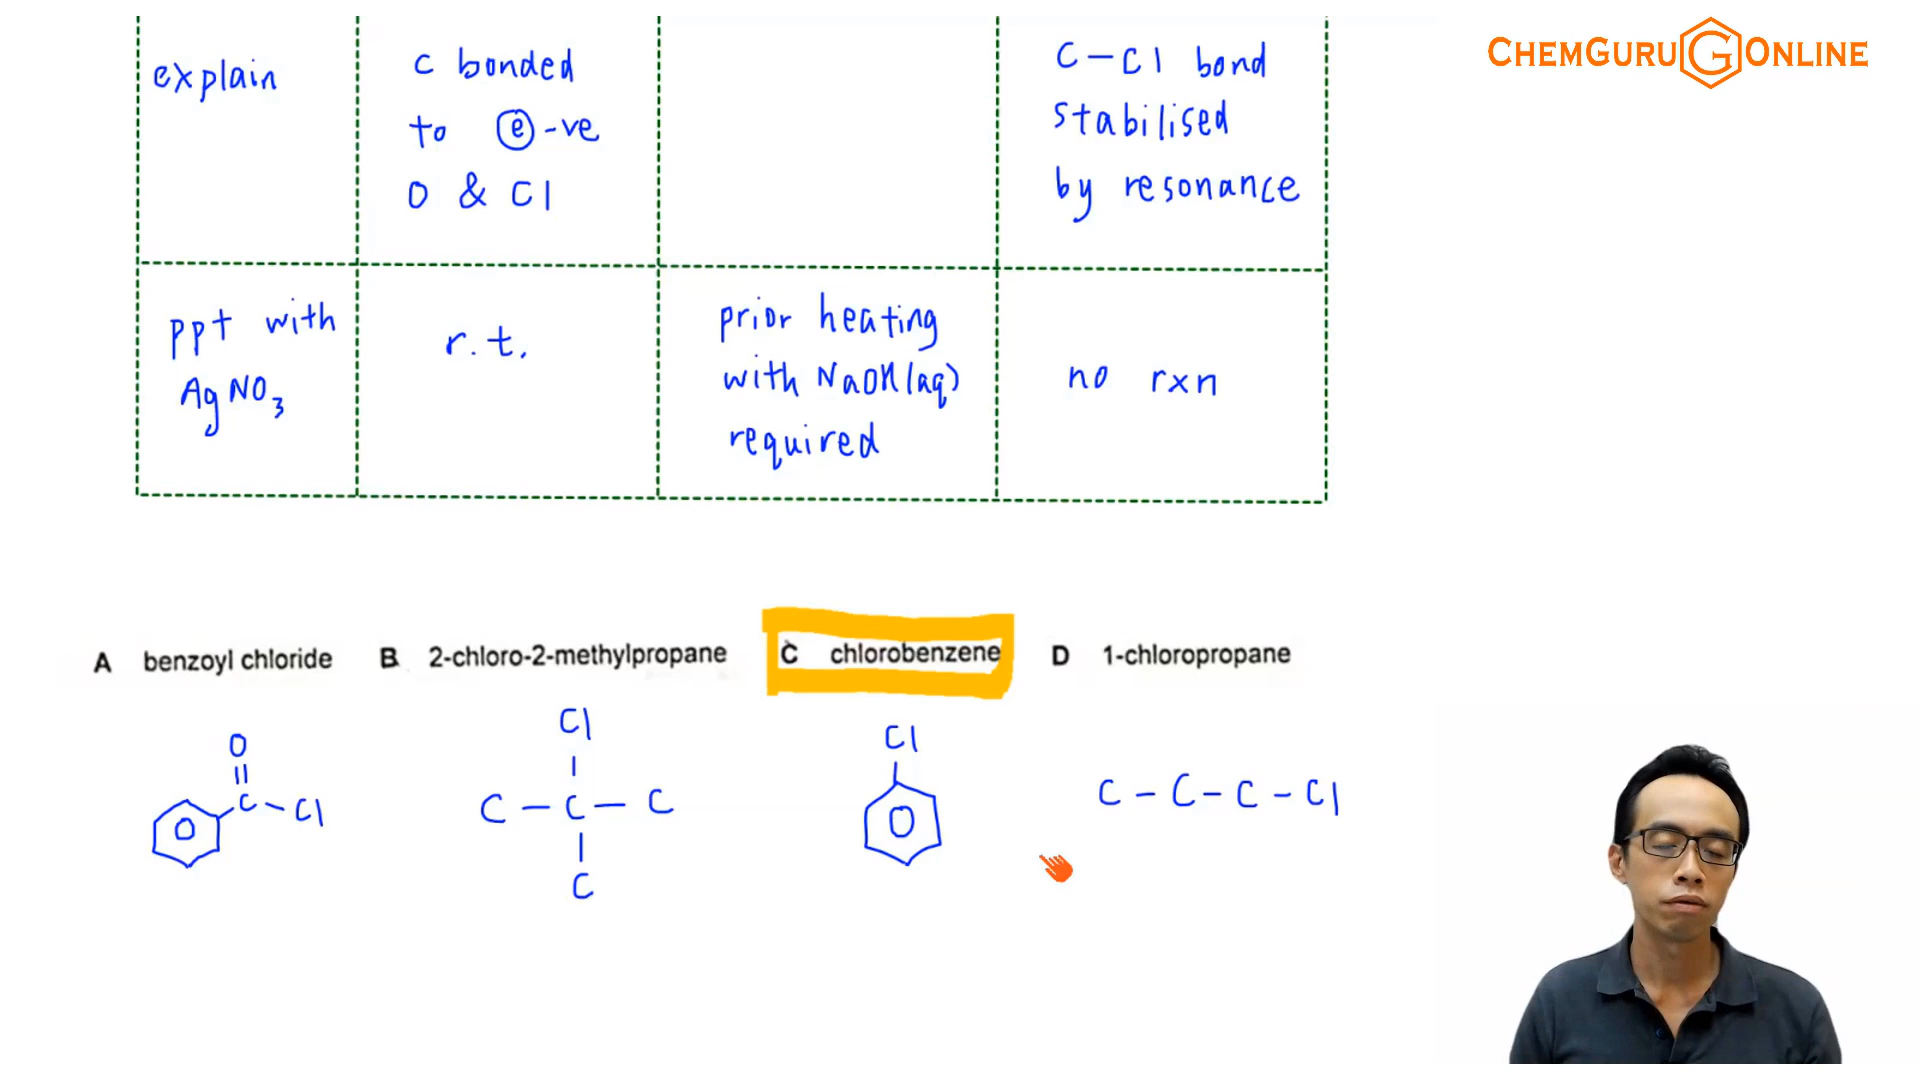 CHEMGURU G ONLINE
explain
C bonded
to e -ve
O & Cl
C-Cl bond
stabilised
by resonance
ppt with
AgNO3
r.t.
prior heating
with NaOH(aq)
required
no rxn
A benzoyl chloride B 2-chloro-2-methylpropane C chlorobenzene D 1-chloropropane
O
C - Cl
Cl
C - C - C
C
Cl
C - C - C - Cl